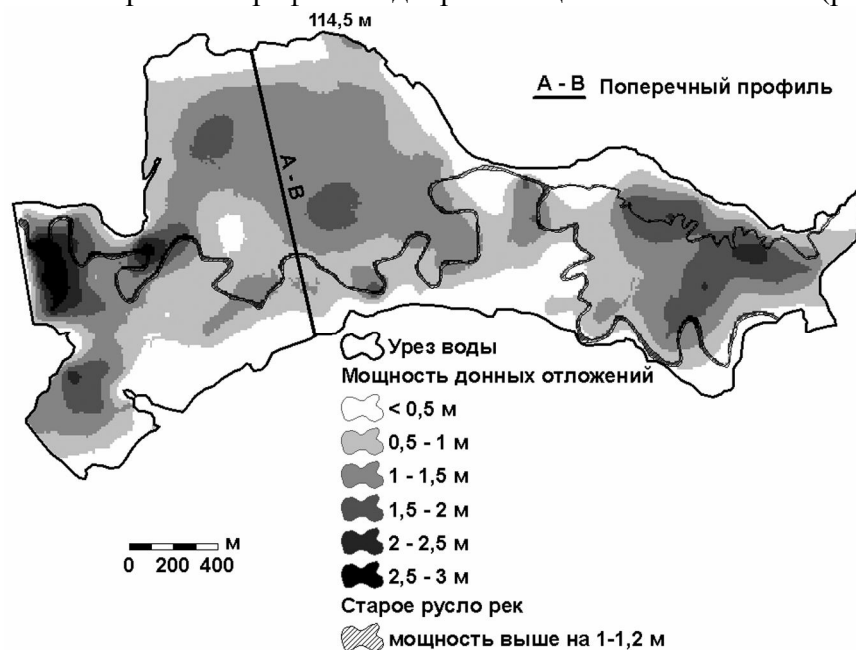 114,5 м
А - В Поперечный профиль
А - В
Урез воды
Мощность донных отложений
< 0,5 м
0,5 - 1 м
1 - 1,5 м
1,5 - 2 м
2 - 2,5 м
2,5 - 3 м
м
0 200 400
Старое русло рек
мощность выше на 1-1,2 м